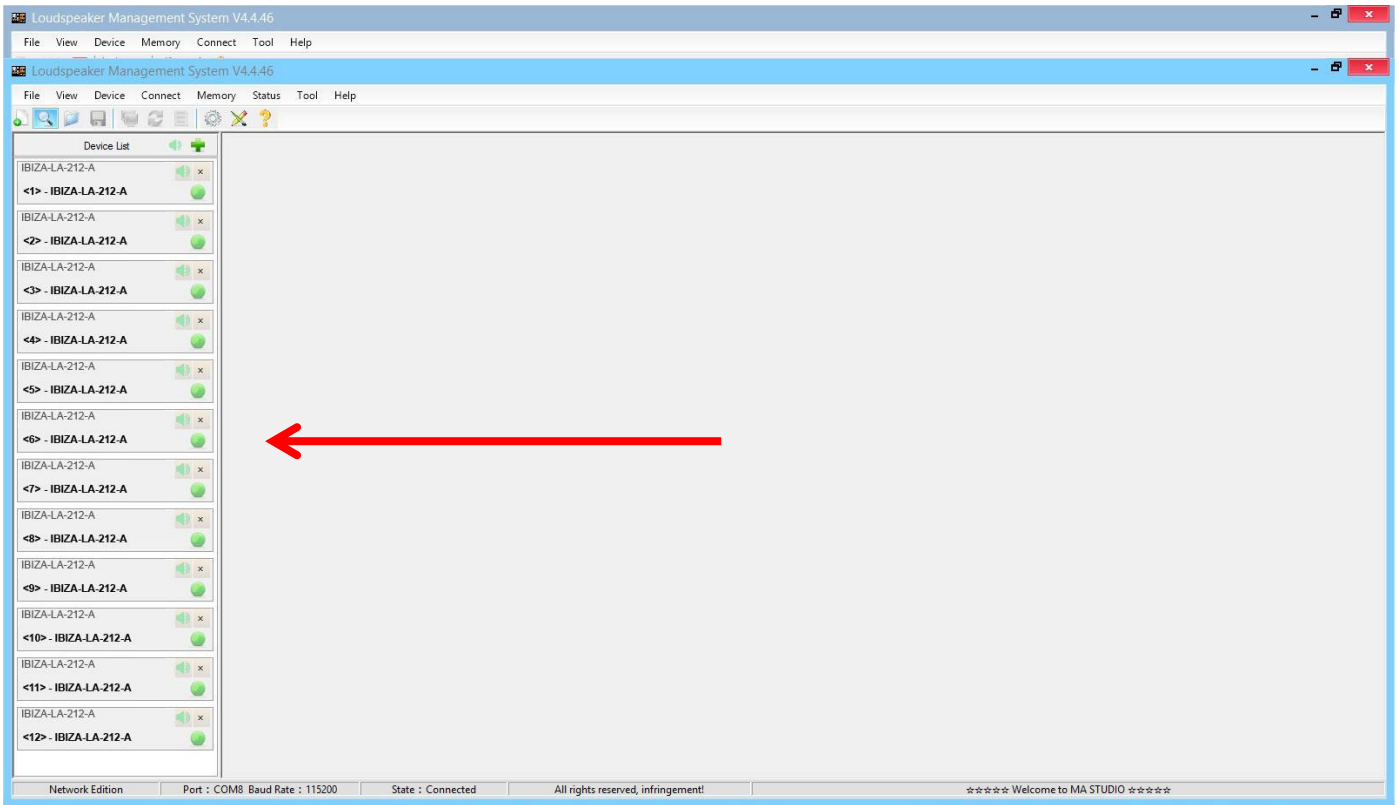 Loudspeaker Management System V4.4.46
File View Device Memory Connect Tool Help
Loudspeaker Management System V4.4.46
File View Device Connect Memory Status Tool Help
Device List
IBIZA-LA-212-A
<1> - IBIZA-LA-212-A
IBIZA-LA-212-A
<2> - IBIZA-LA-212-A
IBIZA-LA-212-A
<3> - IBIZA-LA-212-A
IBIZA-LA-212-A
<4> - IBIZA-LA-212-A
IBIZA-LA-212-A
<5> - IBIZA-LA-212-A
IBIZA-LA-212-A
<6> - IBIZA-LA-212-A
IBIZA-LA-212-A
<7> - IBIZA-LA-212-A
IBIZA-LA-212-A
<8> - IBIZA-LA-212-A
IBIZA-LA-212-A
<9> - IBIZA-LA-212-A
IBIZA-LA-212-A
<10> - IBIZA-LA-212-A
IBIZA-LA-212-A
<11> - IBIZA-LA-212-A
IBIZA-LA-212-A
<12> - IBIZA-LA-212-A
Network Edition Port : COM8 Baud Rate : 115200 State : Connected All rights reserved, infringement! ☆☆☆☆☆ Welcome to MA STUDIO ☆☆☆☆☆